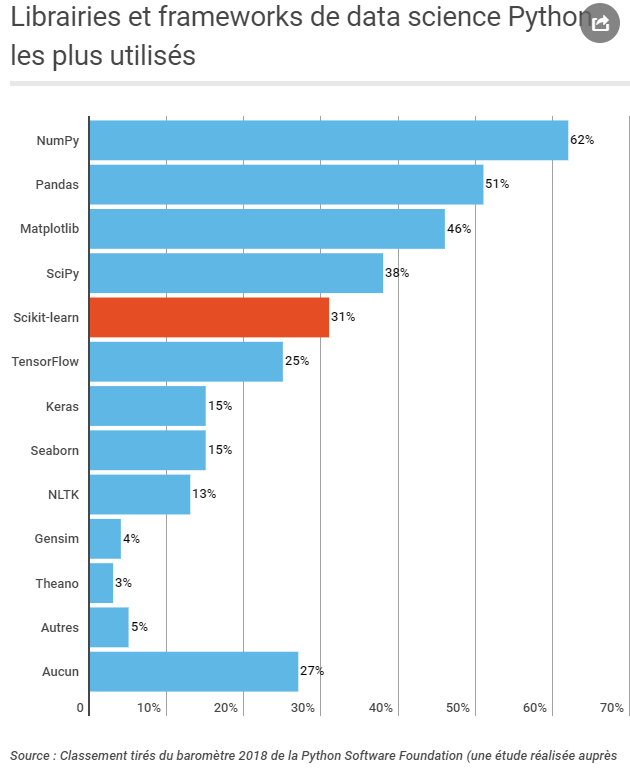 Librairies et frameworks de data science Python
les plus utilisés
NumPy 62%
Pandas 51%
Matplotlib 46%
SciPy 38%
Scikit-learn 31%
TensorFlow 25%
Keras 15%
Seaborn 15%
NLTK 13%
Gensim 4%
Theano 3%
Autres 5%
Aucun 27%
0 10% 20% 30% 40% 50% 60% 70%
Source : Classement tirés du baromètre 2018 de la Python Software Foundation (une étude réalisée auprès